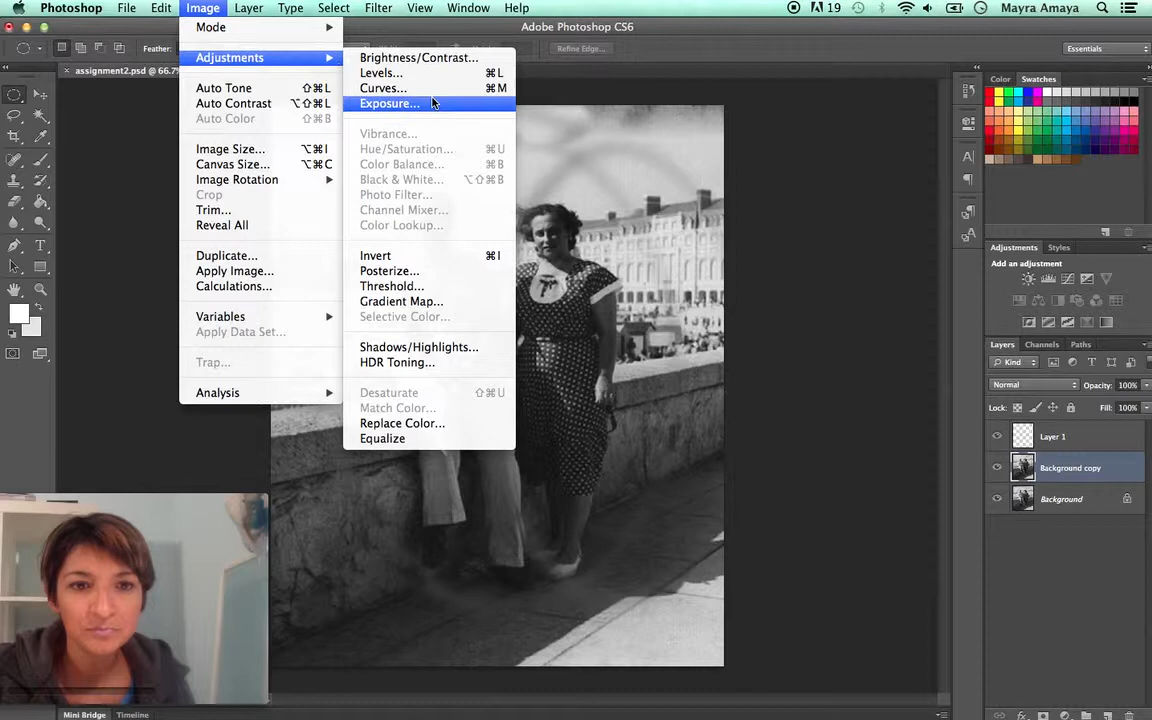 Photoshop File Edit Image Layer Type Select Filter View Window Help 19 Mayra Amaya
Adobe Photoshop CS6
Feather: Refine Edge... Essentials
assignment2.psd @ 66.7
Mode
Adjustments
Auto Tone ⇧⌘L
Auto Contrast ⌥⇧⌘L
Auto Color ⇧⌘B
Image Size... ⌥⌘I
Canvas Size... ⌥⌘C
Image Rotation
Crop
Trim...
Reveal All
Duplicate...
Apply Image...
Calculations...
Variables
Apply Data Set...
Trap...
Analysis
Brightness/Contrast...
Levels... ⌘L
Curves... ⌘M
Exposure...
Vibrance...
Hue/Saturation... ⌘U
Color Balance... ⌘B
Black & White... ⌥⇧⌘B
Photo Filter...
Channel Mixer...
Color Lookup...
Invert ⌘I
Posterize...
Threshold...
Gradient Map...
Selective Color...
Shadows/Highlights...
HDR Toning...
Desaturate ⇧⌘U
Match Color...
Replace Color...
Equalize
Color Swatches
Adjustments Styles
Add an adjustment
Layers Channels Paths
Kind
Normal Opacity: 100%
Lock: Fill: 100%
Layer 1
Background copy
Background
Mini Bridge Timeline